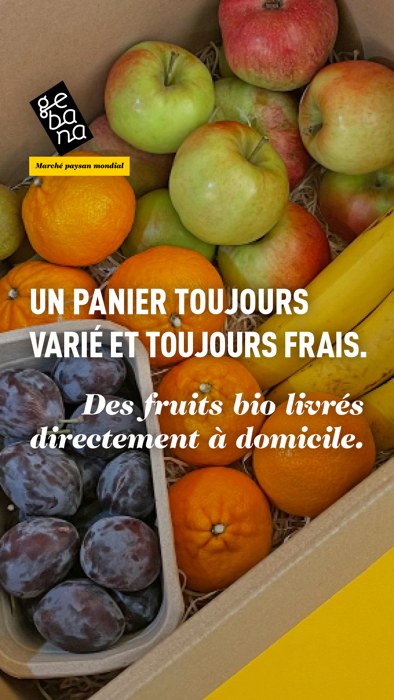 gebana
Marché paysan mondial
UN PANIER TOUJOURS
VARIÉ ET TOUJOURS FRAIS.
Des fruits bio livrés
directement à domicile.